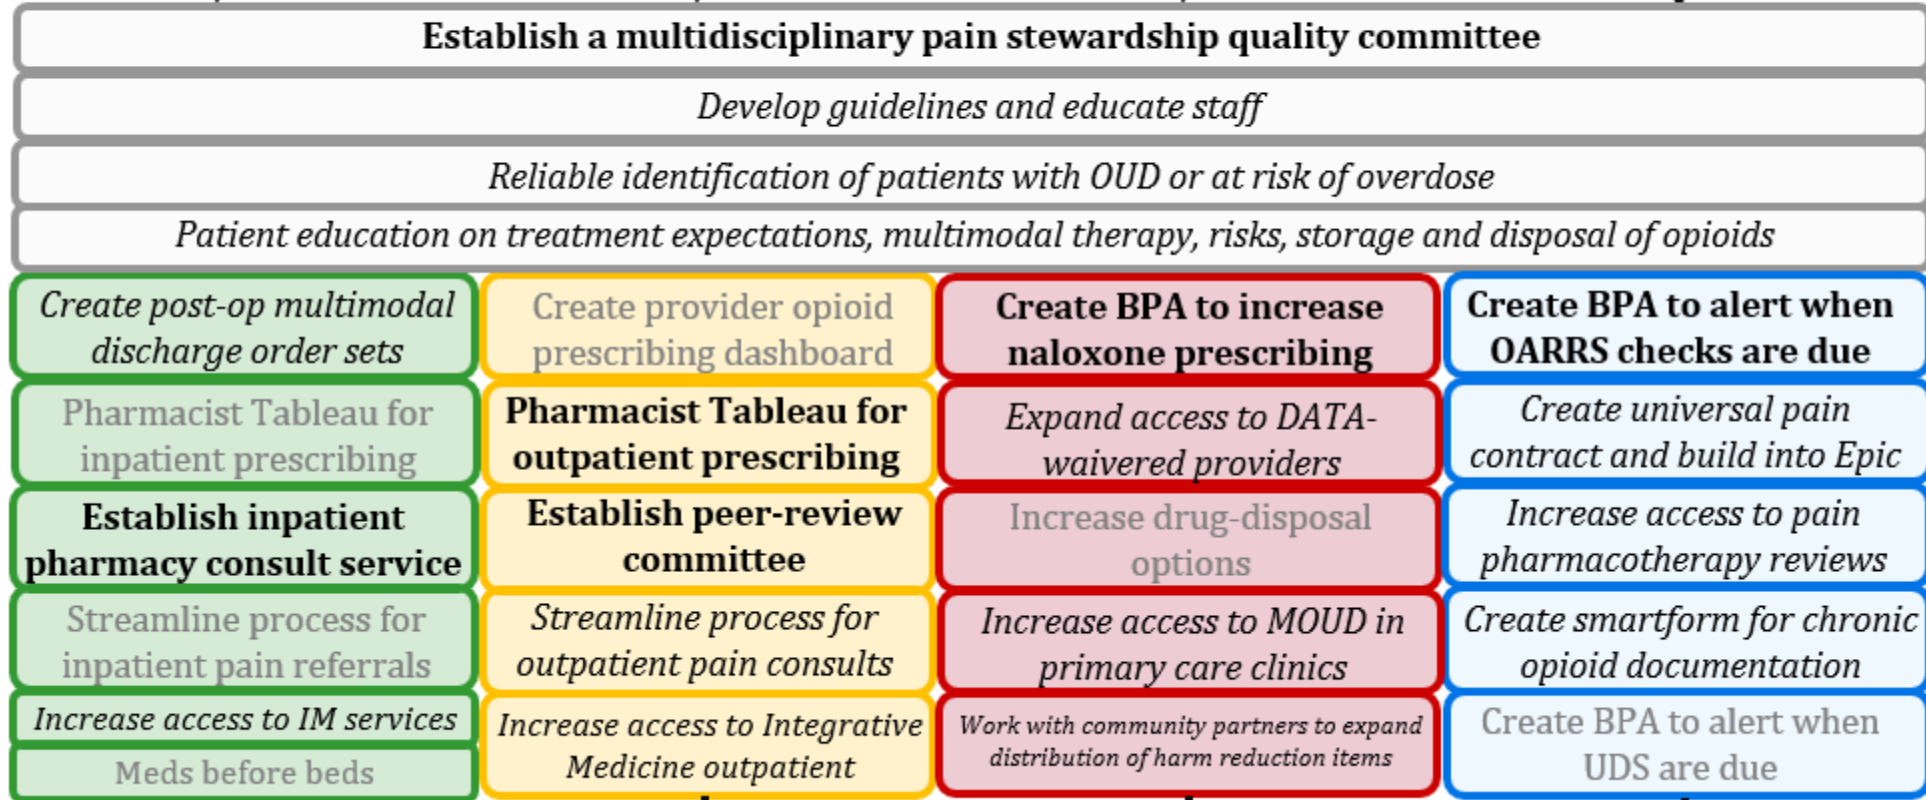 Establish a multidisciplinary pain stewardship quality committee
Develop guidelines and educate staff
Reliable identification of patients with OUD or at risk of overdose
Patient education on treatment expectations, multimodal therapy, risks, storage and disposal of opioids
Create post-op multimodal
discharge order sets
Pharmacist Tableau for
inpatient prescribing
Establish inpatient
pharmacy consult service
Streamline process for
inpatient pain referrals
Increase access to IM services
Meds before beds
Create provider opioid
prescribing dashboard
Pharmacist Tableau for
outpatient prescribing
Establish peer-review
committee
Streamline process for
outpatient pain consults
Increase access to Integrative
Medicine outpatient
Create BPA to increase
naloxone prescribing
Expand access to DATA-
waivered providers
Increase drug-disposal
options
Increase access to MOUD in
primary care clinics
Work with community partners to expand
distribution of harm reduction items
Create BPA to alert when
OARRS checks are due
Create universal pain
contract and build into Epic
Increase access to pain
pharmacotherapy reviews
Create smartform for chronic
opioid documentation
Create BPA to alert when
UDS are due